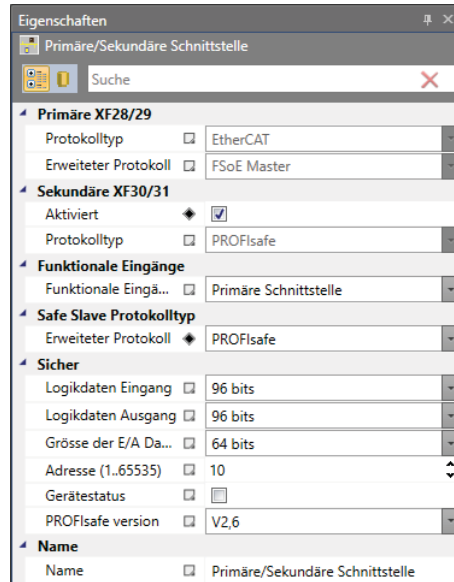 Eigenschaften
Primäre/Sekundäre Schnittstelle
Suche
Primäre XF28/29
Protokolltyp EtherCAT
Erweiteter Protokoll FSoE Master
Sekundäre XF30/31
Aktiviert
Protokolltyp PROFIsafe
Funktionale Eingänge
Funktionale Eingä... Primäre Schnittstelle
Safe Slave Protokolltyp
Erweiteter Protokoll PROFIsafe
Sicher
Logikdaten Eingang 96 bits
Logikdaten Ausgang 96 bits
Grösse der E/A Da... 64 bits
Adresse (1..65535) 10
Gerätestatus
PROFIsafe version V2,6
Name
Name Primäre/Sekundäre Schnittstelle